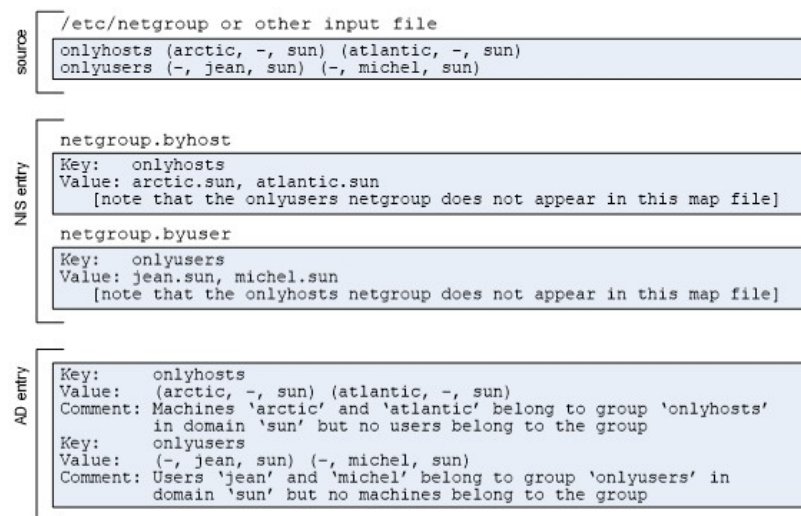 source
/etc/netgroup or other input file
onlyhosts (arctic, -, sun) (atlantic, -, sun)
onlyusers (-, jean, sun) (-, michel, sun)
NIS entry
netgroup.byhost
Key: onlyhosts
Value: arctic.sun, atlantic.sun
[note that the onlyusers netgroup does not appear in this map file]
netgroup.byuser
Key: onlyusers
Value: jean.sun, michel.sun
[note that the onlyhosts netgroup does not appear in this map file]
AD entry
Key: onlyhosts
Value: (arctic, -, sun) (atlantic, -, sun)
Comment: Machines ‘arctic’ and ‘atlantic’ belong to group ‘onlyhosts’
in domain ‘sun’ but no users belong to the group
Key: onlyusers
Value: (-, jean, sun) (-, michel, sun)
Comment: Users ‘jean’ and ‘michel’ belong to group ‘onlyusers’ in
domain ‘sun’ but no machines belong to the group